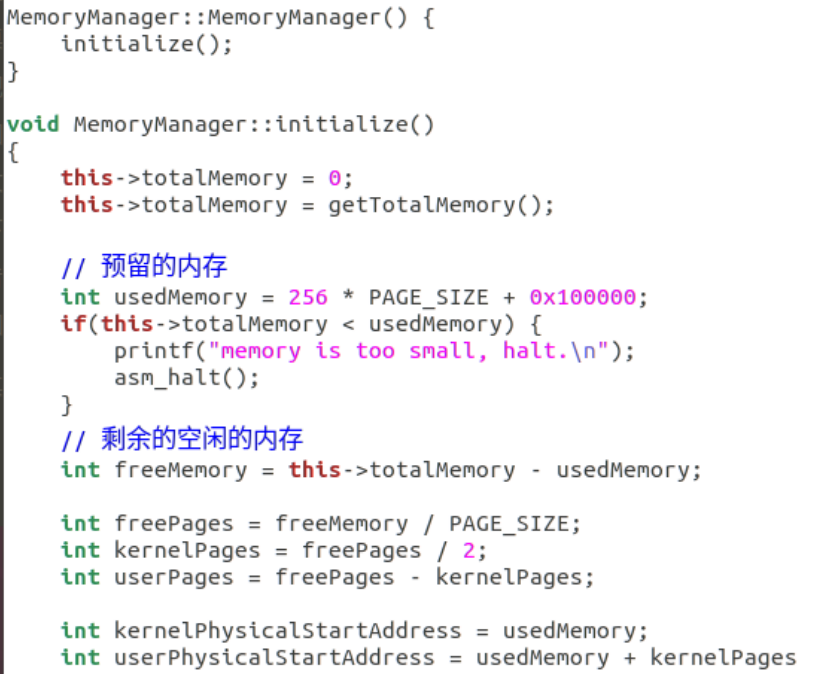 MemoryManager::MemoryManager() {
    initialize();
}

void MemoryManager::initialize()
{
    this->totalMemory = 0;
    this->totalMemory = getTotalMemory();

    // 预留的内存
    int usedMemory = 256 * PAGE_SIZE + 0x100000;
    if(this->totalMemory < usedMemory) {
        printf("memory is too small, halt.\n");
        asm_halt();
    }
    // 剩余的空闲的内存
    int freeMemory = this->totalMemory - usedMemory;

    int freePages = freeMemory / PAGE_SIZE;
    int kernelPages = freePages / 2;
    int userPages = freePages - kernelPages;

    int kernelPhysicalStartAddress = usedMemory;
    int userPhysicalStartAddress = usedMemory + kernelPages